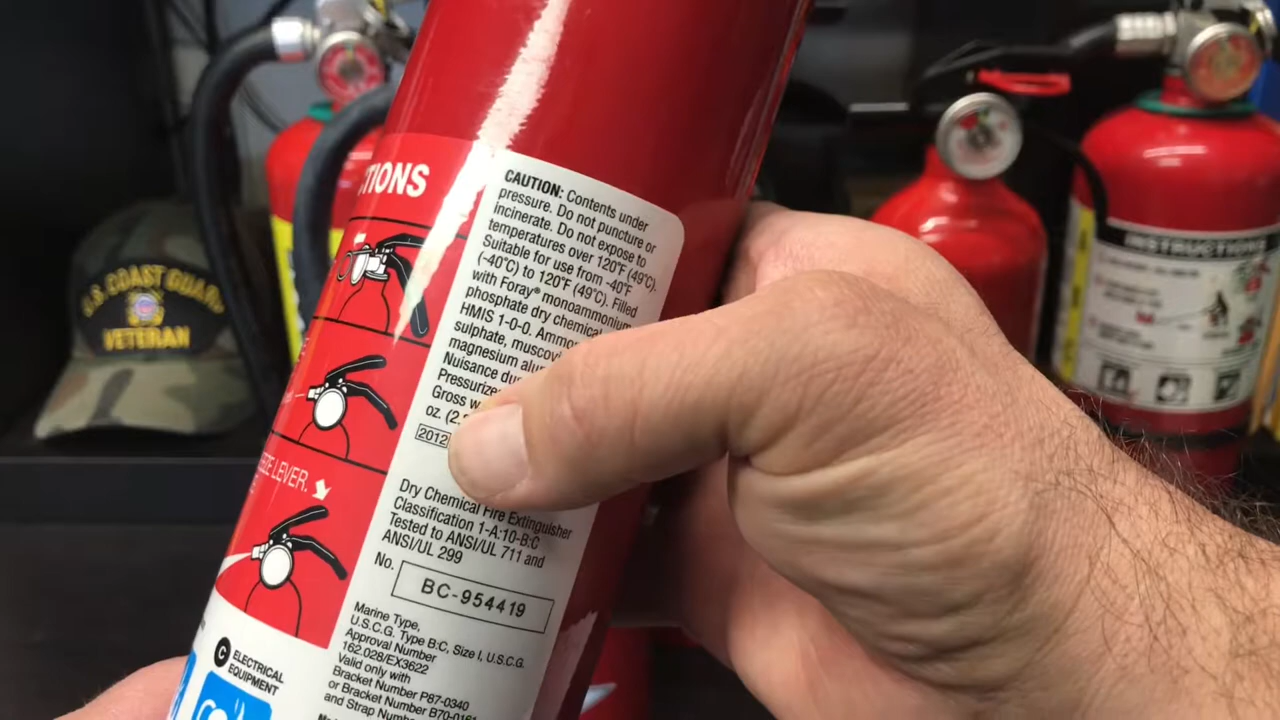 TIONS
CAUTION: Contents under
pressure. Do not puncture or
incinerate. Do not expose to
temperatures over 120°F (49°C).
Suitable for use from -40°F
(-40°C) to 120°F (49°C). Filled
with Foray® monoammonium
phosphate dry chemical
HMIS 1-0-0. Ammo
sulphate, muscovi
magnesium alu
Nuisance du
Pressurize
Gross w
oz. (2.
2012
Dry Chemical Fire Extinguisher
Classification 1-A:10-B:C
Tested to ANSI/UL 711 and
ANSI/UL 299
No. BC-954419
Marine Type,
U.S.C.G. Type B:C, Size I, U.S.C.G.
Approval Number
162.028/EX3622
Valid only with
Bracket Number P87-0340
or Bracket Number B70-0161
and Strap Numbe
LEVER.
C ELECTRICAL
EQUIPMENT
U.S. COAST GUARD
VETERAN
INSTRUCTIONS